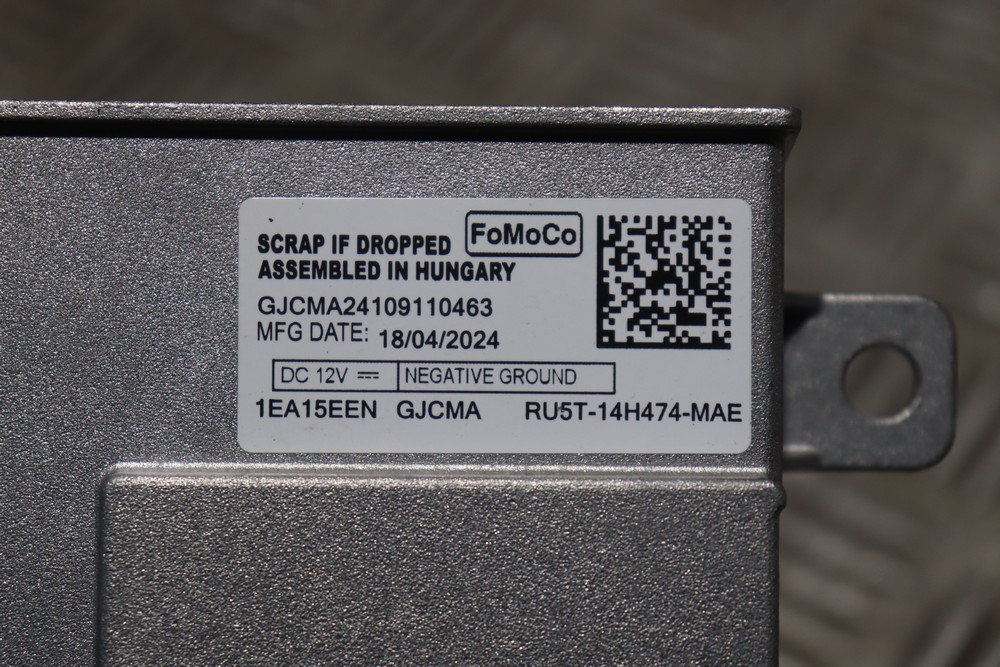 SCRAP IF DROPPED FoMoCo
ASSEMBLED IN HUNGARY
GJCMA24109110463
MFG DATE: 18/04/2024
DC 12V ⎓ NEGATIVE GROUND
1EA15EEN GJCMA RU5T-14H474-MAE